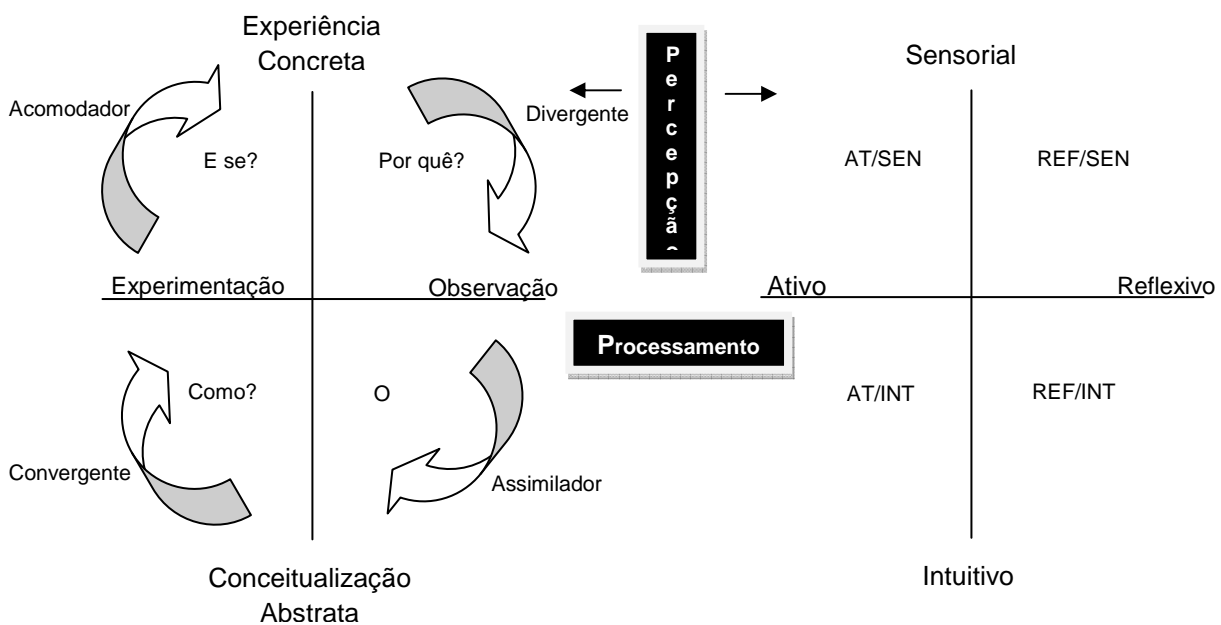 Experiência
Concreta
Acomodador
E se?
Por quê?
Divergente
Percepção
Sensorial
AT/SEN
REF/SEN
Experimentação
Observação
Ativo
Reflexivo
Processamento
Como?
O
AT/INT
REF/INT
Convergente
Assimilador
Conceitualização
Abstrata
Intuitivo